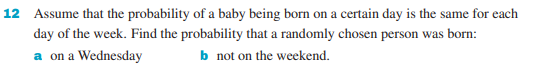 12 Assume that the probability of a baby being born on a certain day is the same for each
day of the week. Find the probability that a randomly chosen person was born:
a on a Wednesday b not on the weekend.